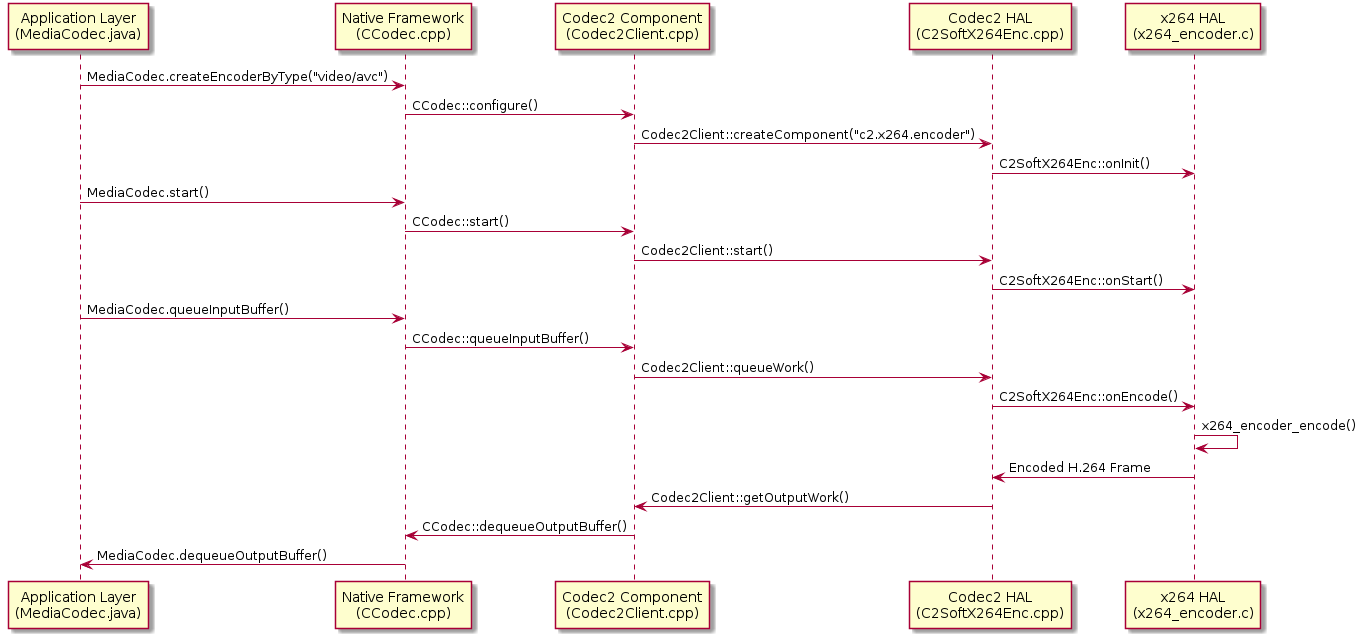 Application Layer
(MediaCodec.java)
Native Framework
(CCodec.cpp)
Codec2 Component
(Codec2Client.cpp)
Codec2 HAL
(C2SoftX264Enc.cpp)
x264 HAL
(x264_encoder.c)
MediaCodec.createEncoderByType("video/avc")
CCodec::configure()
Codec2Client::createComponent("c2.x264.encoder")
C2SoftX264Enc::onInit()
MediaCodec.start()
CCodec::start()
Codec2Client::start()
C2SoftX264Enc::onStart()
MediaCodec.queueInputBuffer()
CCodec::queueInputBuffer()
Codec2Client::queueWork()
C2SoftX264Enc::onEncode()
x264_encoder_encode()
Encoded H.264 Frame
Codec2Client::getOutputWork()
CCodec::dequeueOutputBuffer()
MediaCodec.dequeueOutputBuffer()
Application Layer
(MediaCodec.java)
Native Framework
(CCodec.cpp)
Codec2 Component
(Codec2Client.cpp)
Codec2 HAL
(C2SoftX264Enc.cpp)
x264 HAL
(x264_encoder.c)